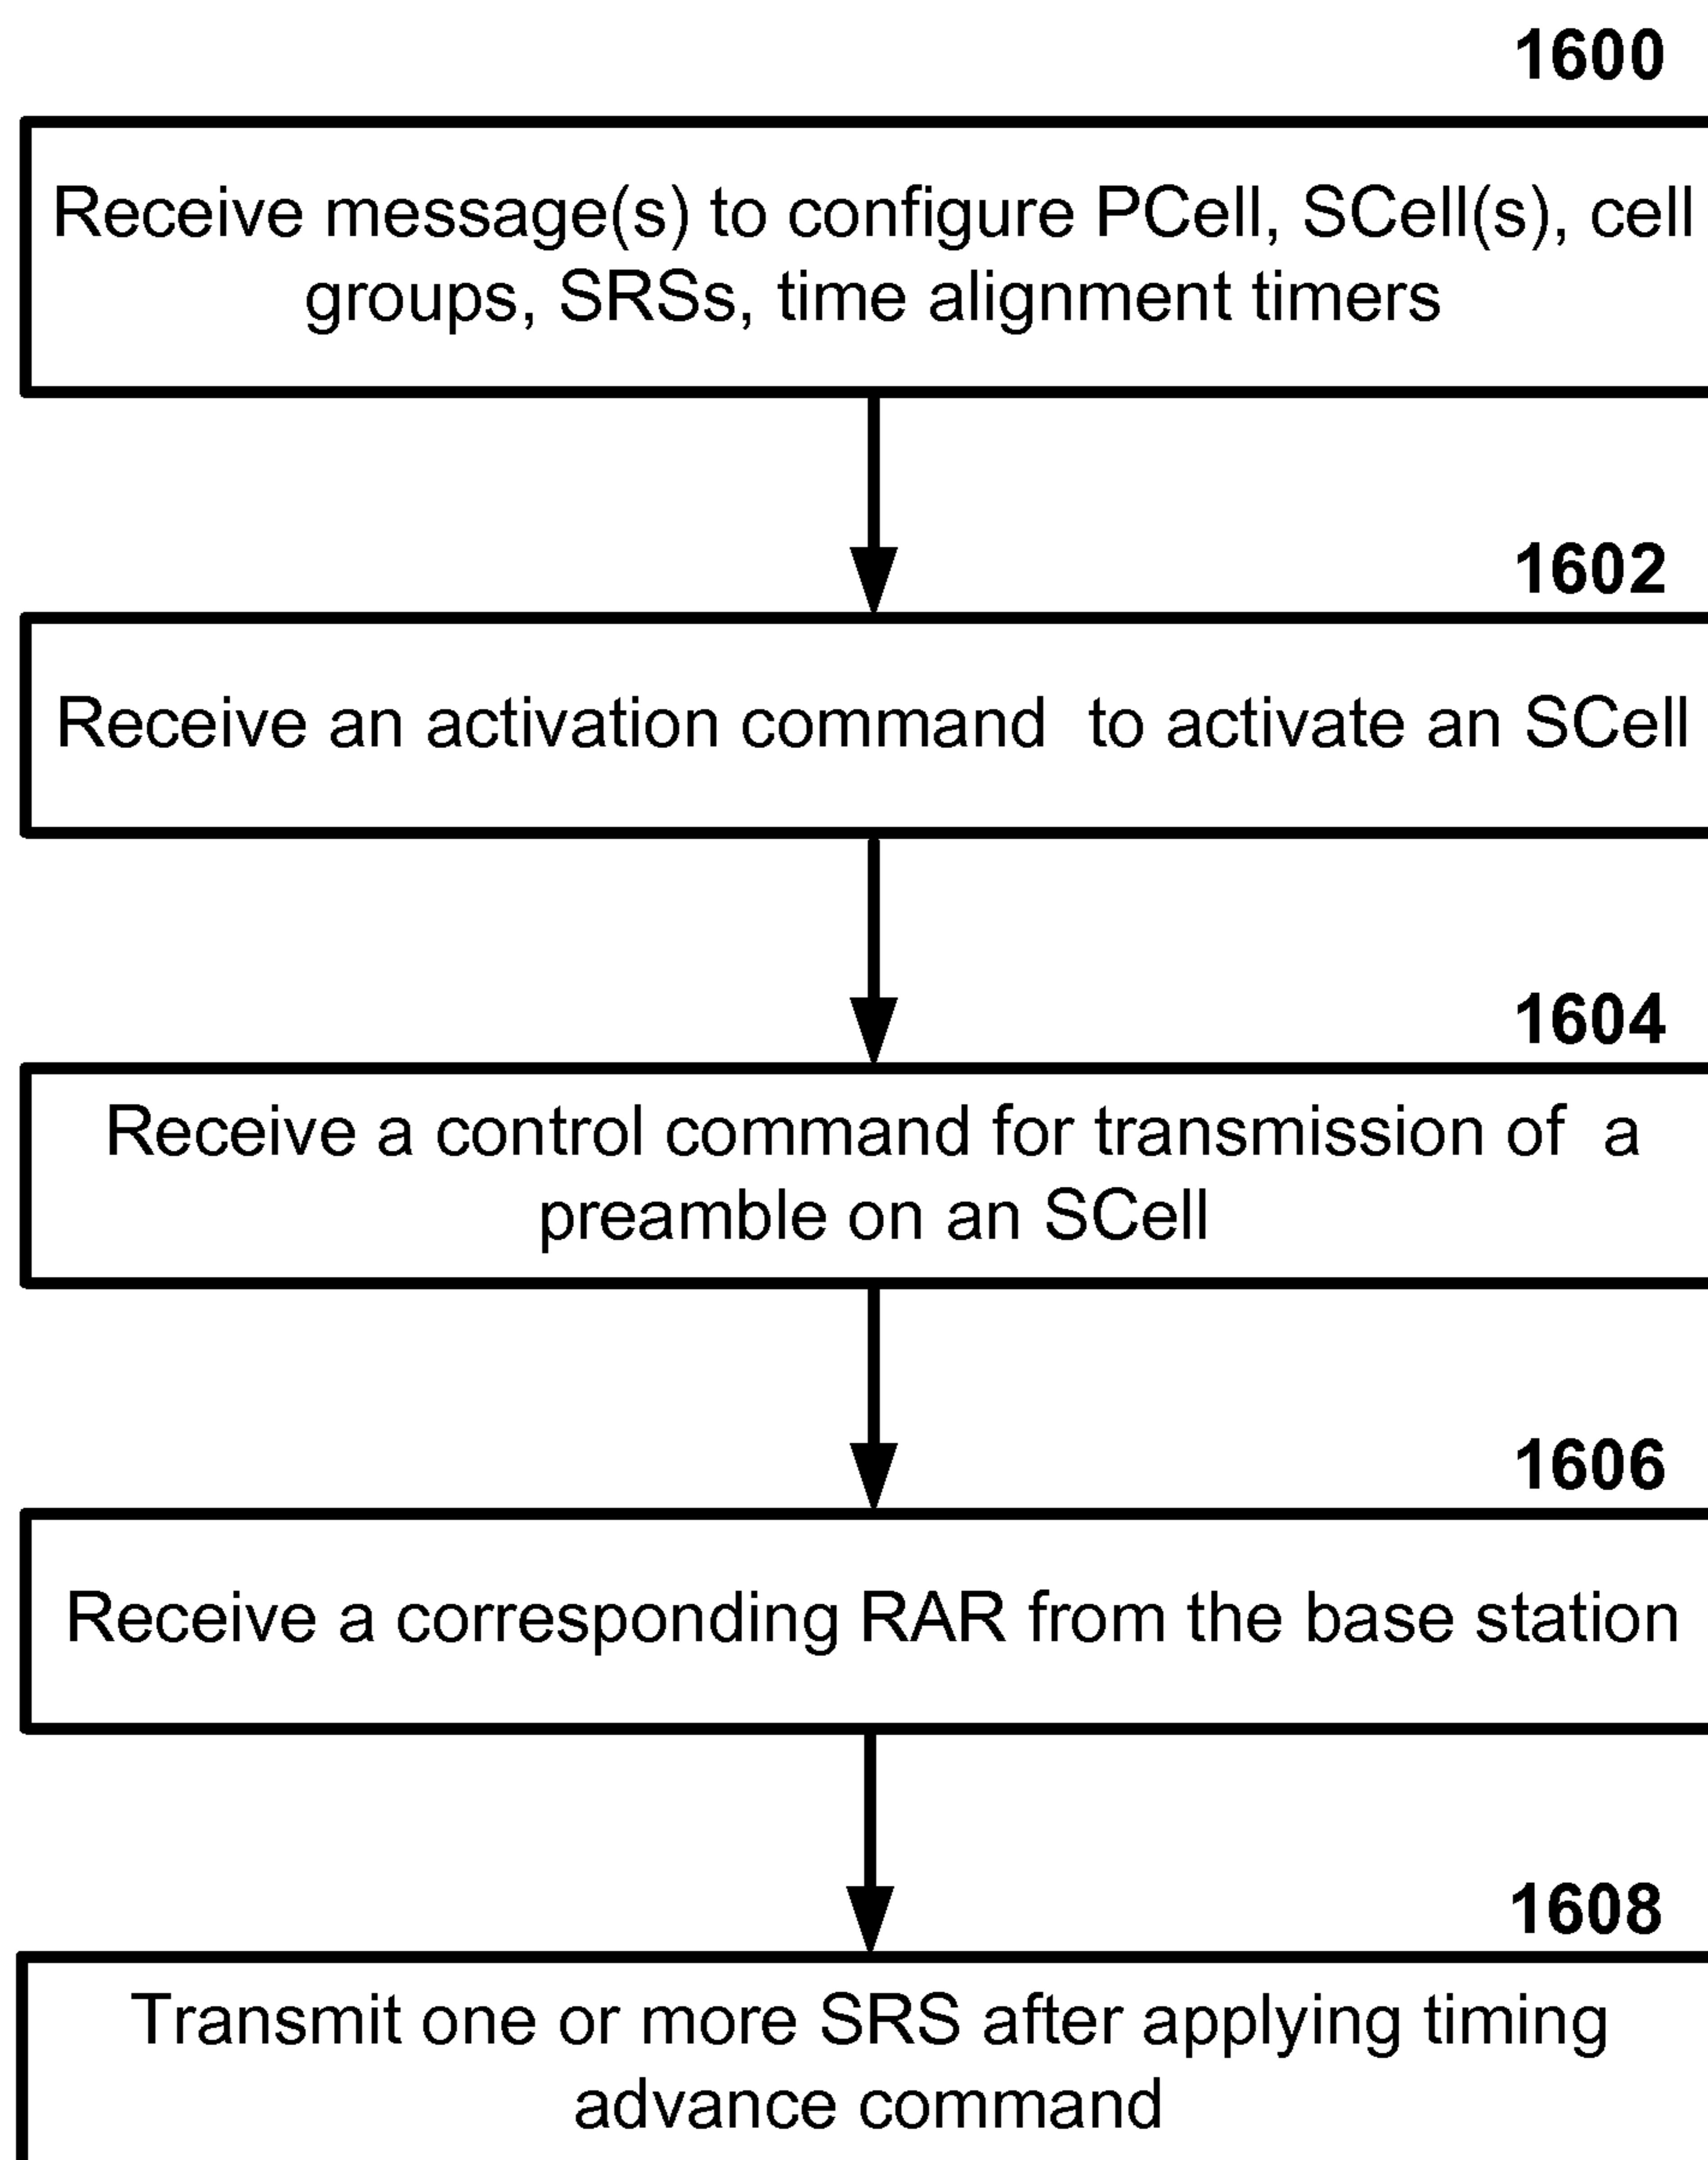 1600
Receive message(s) to configure PCell, SCell(s), cell
groups, SRSs, time alignment timers
1602
Receive an activation command to activate an SCell
1604
Receive a control command for transmission of a
preamble on an SCell
1606
Receive a corresponding RAR from the base station
1608
Transmit one or more SRS after applying timing
advance command